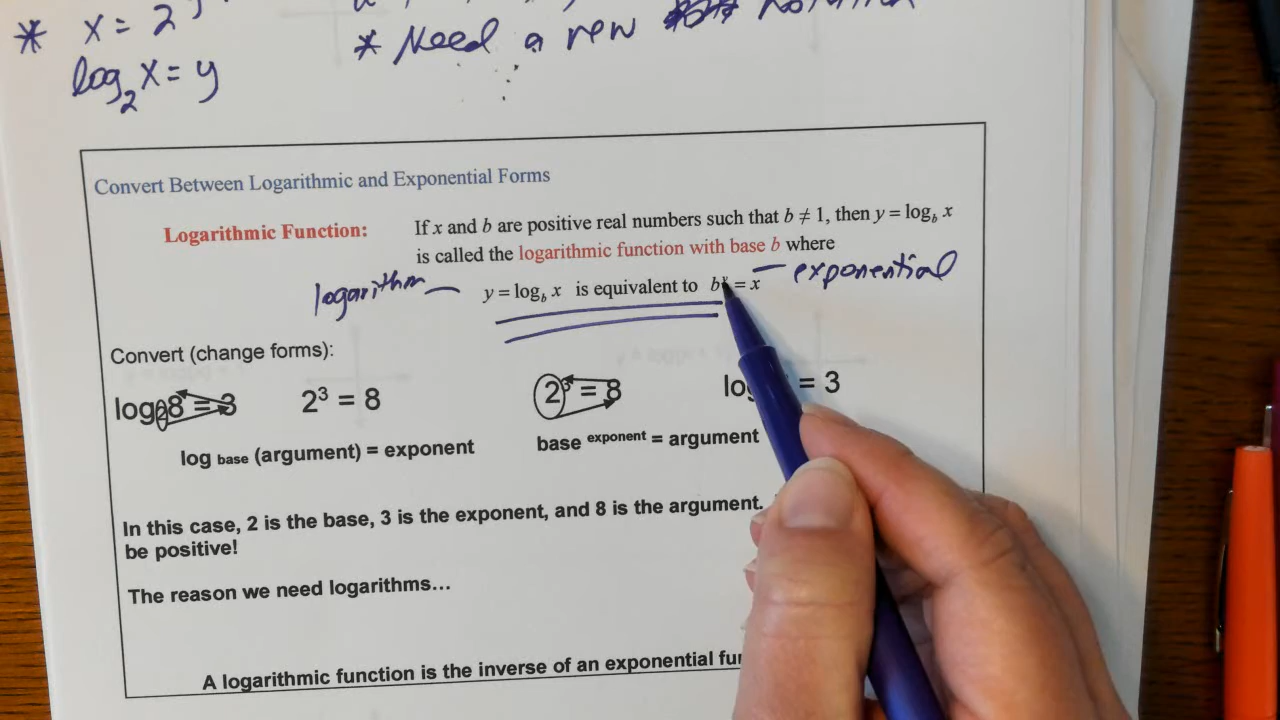 * x = 2
* Need a new
log₂x = y
Convert Between Logarithmic and Exponential Forms
Logarithmic Function: If x and b are positive real numbers such that b ≠ 1, then y = log_b x
is called the logarithmic function with base b where
logarithm — y = log_b x is equivalent to b = x — exponential
Convert (change forms):
log₂8 = 3 2³ = 8 2³ = 8 = 3
log base (argument) = exponent base exponent = argument
In this case, 2 is the base, 3 is the exponent, and 8 is the argument.
be positive!
The reason we need logarithms...
A logarithmic function is the inverse of an exponential